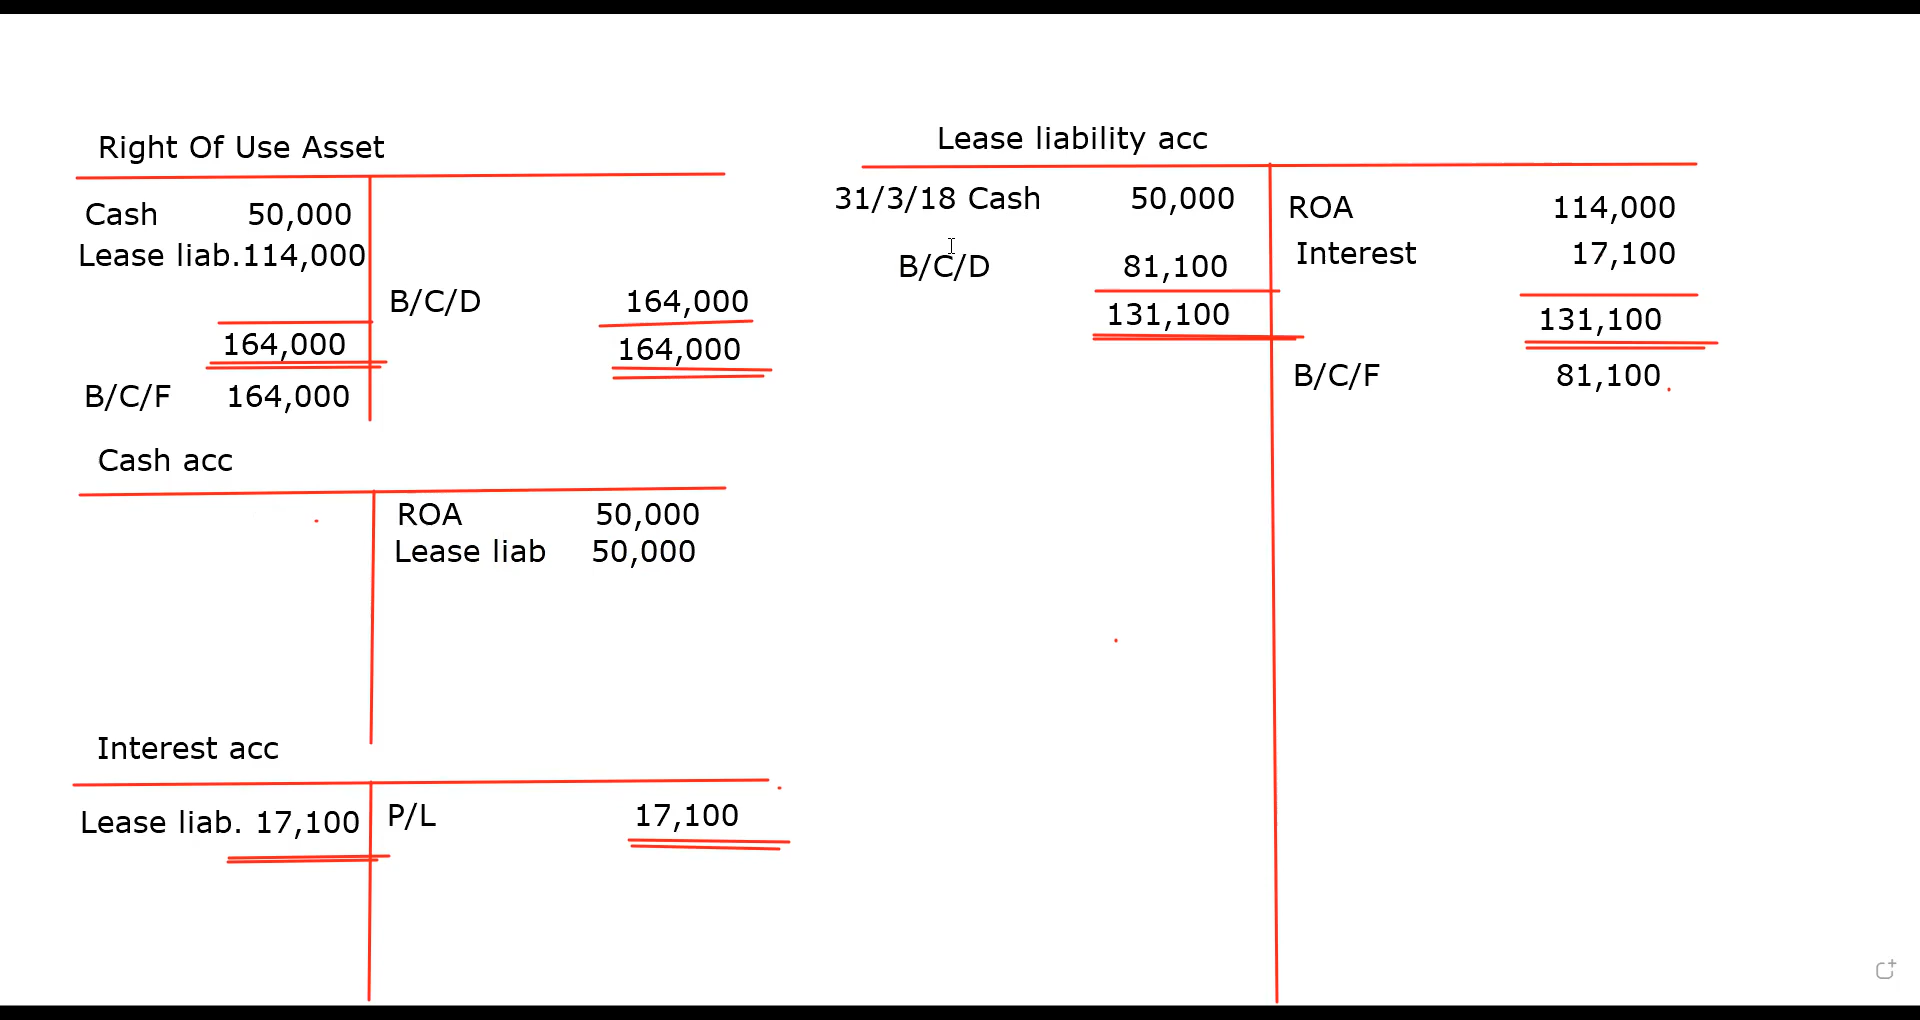 Right Of Use Asset
Cash 50,000
Lease liab.114,000
B/C/D 164,000
164,000 164,000
B/C/F 164,000
Cash acc
ROA 50,000
Lease liab 50,000
Interest acc
Lease liab. 17,100 P/L 17,100
Lease liability acc
31/3/18 Cash 50,000 ROA 114,000
B/C/D 81,100 Interest 17,100
131,100 131,100
B/C/F 81,100